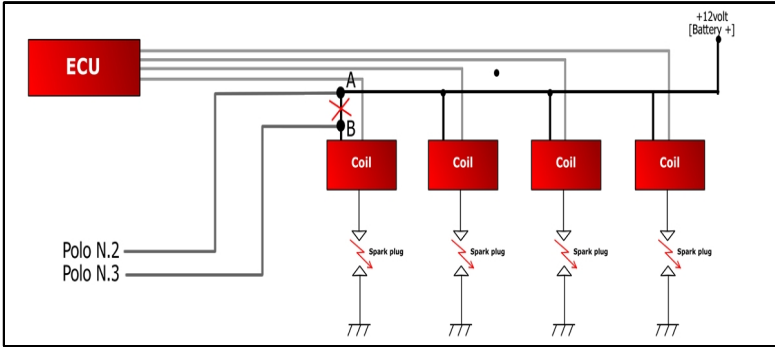 +12volt
[Battery +]
ECU
A
B
Coil
Coil
Coil
Coil
Polo N.2
Polo N.3
Spark plug
Spark plug
Spark plug
Spark plug